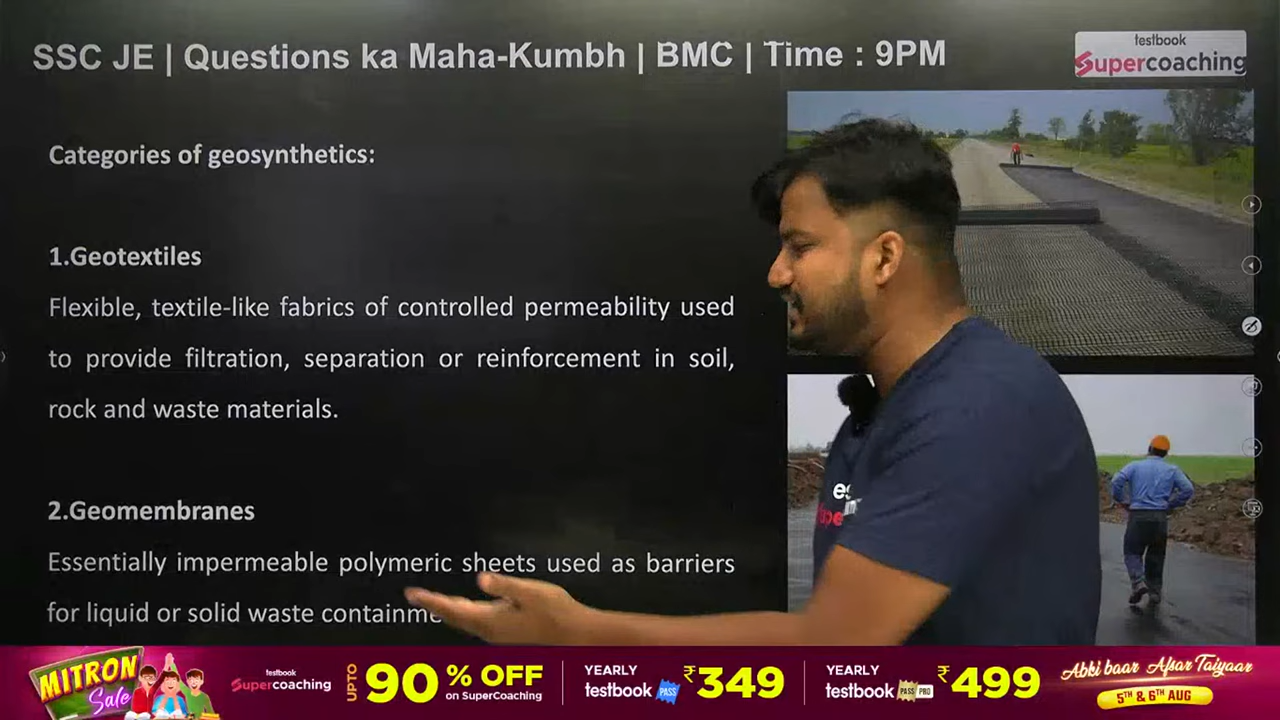 SSC JE | Questions ka Maha-Kumbh | BMC | Time : 9PM
testbook
Supercoaching
Categories of geosynthetics:
1.Geotextiles
Flexible, textile-like fabrics of controlled permeability used
to provide filtration, separation or reinforcement in soil,
rock and waste materials.
2.Geomembranes
Essentially impermeable polymeric sheets used as barriers
for liquid or solid waste
MITRON
Sale
testbook
Supercoaching
UPTO 90 % OFF
on SuperCoaching
YEARLY
testbook PASS
₹349
YEARLY
testbook PASS PRO
₹499
Abki baar Afsar Taiyaar
5TH & 6TH AUG